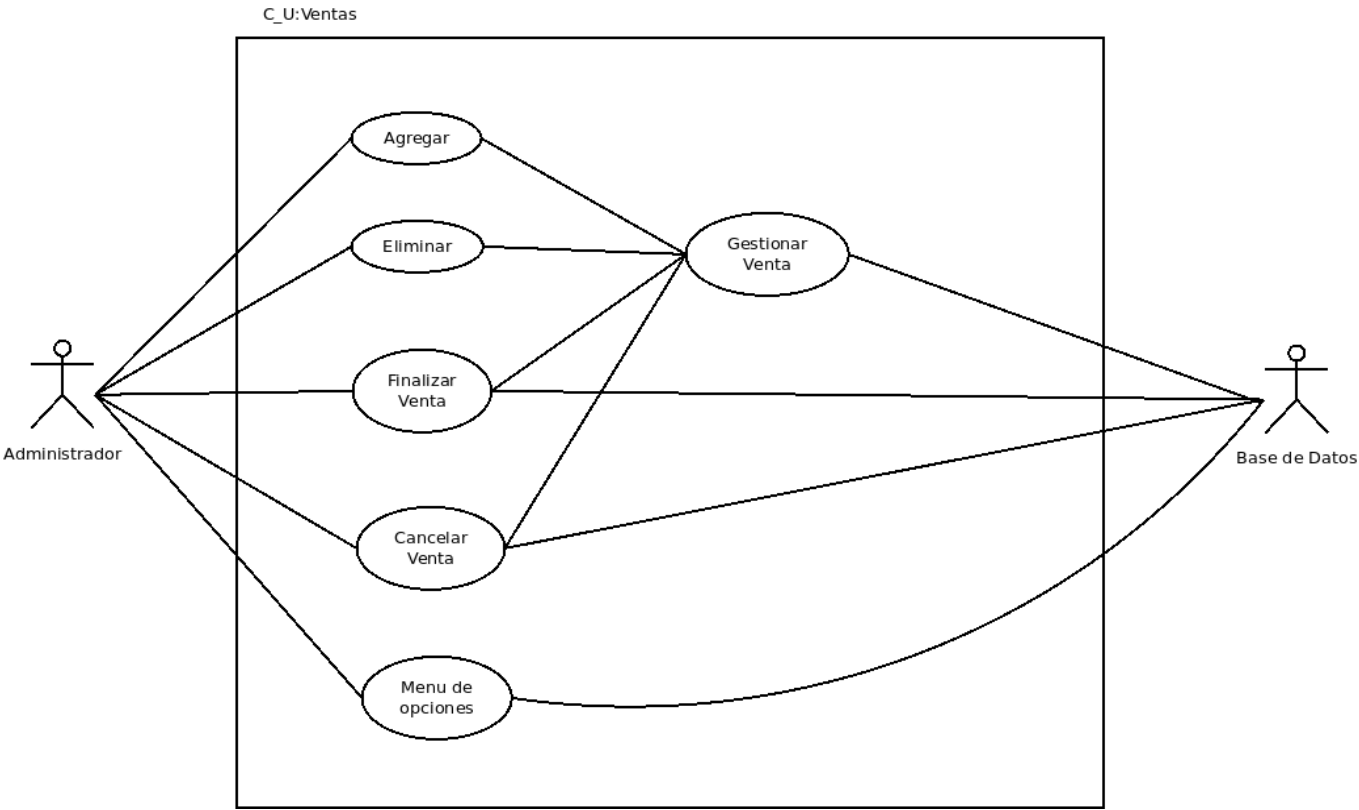 C_U:Ventas
Agregar
Eliminar
Gestionar
Venta
Finalizar
Venta
Administrador
Base de Datos
Cancelar
Venta
Menu de
opciones